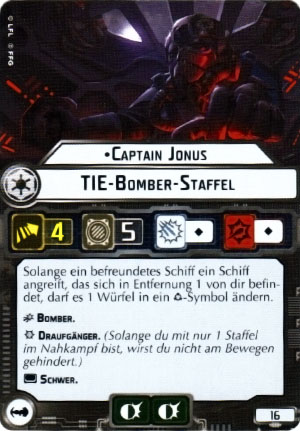 © LFL © FFG
•Captain Jonus
TIE-Bomber-Staffel
4
5
Solange ein befreundetes Schiff ein Schiff
angreift, das sich in Entfernung 1 von dir befin-
det, darf es 1 Würfel in ein -Symbol ändern.
Bomber.
Draufgänger. (Solange du mit nur 1 Staffel
im Nahkampf bist, wirst du nicht am Bewegen
gehindert.)
Schwer.
16